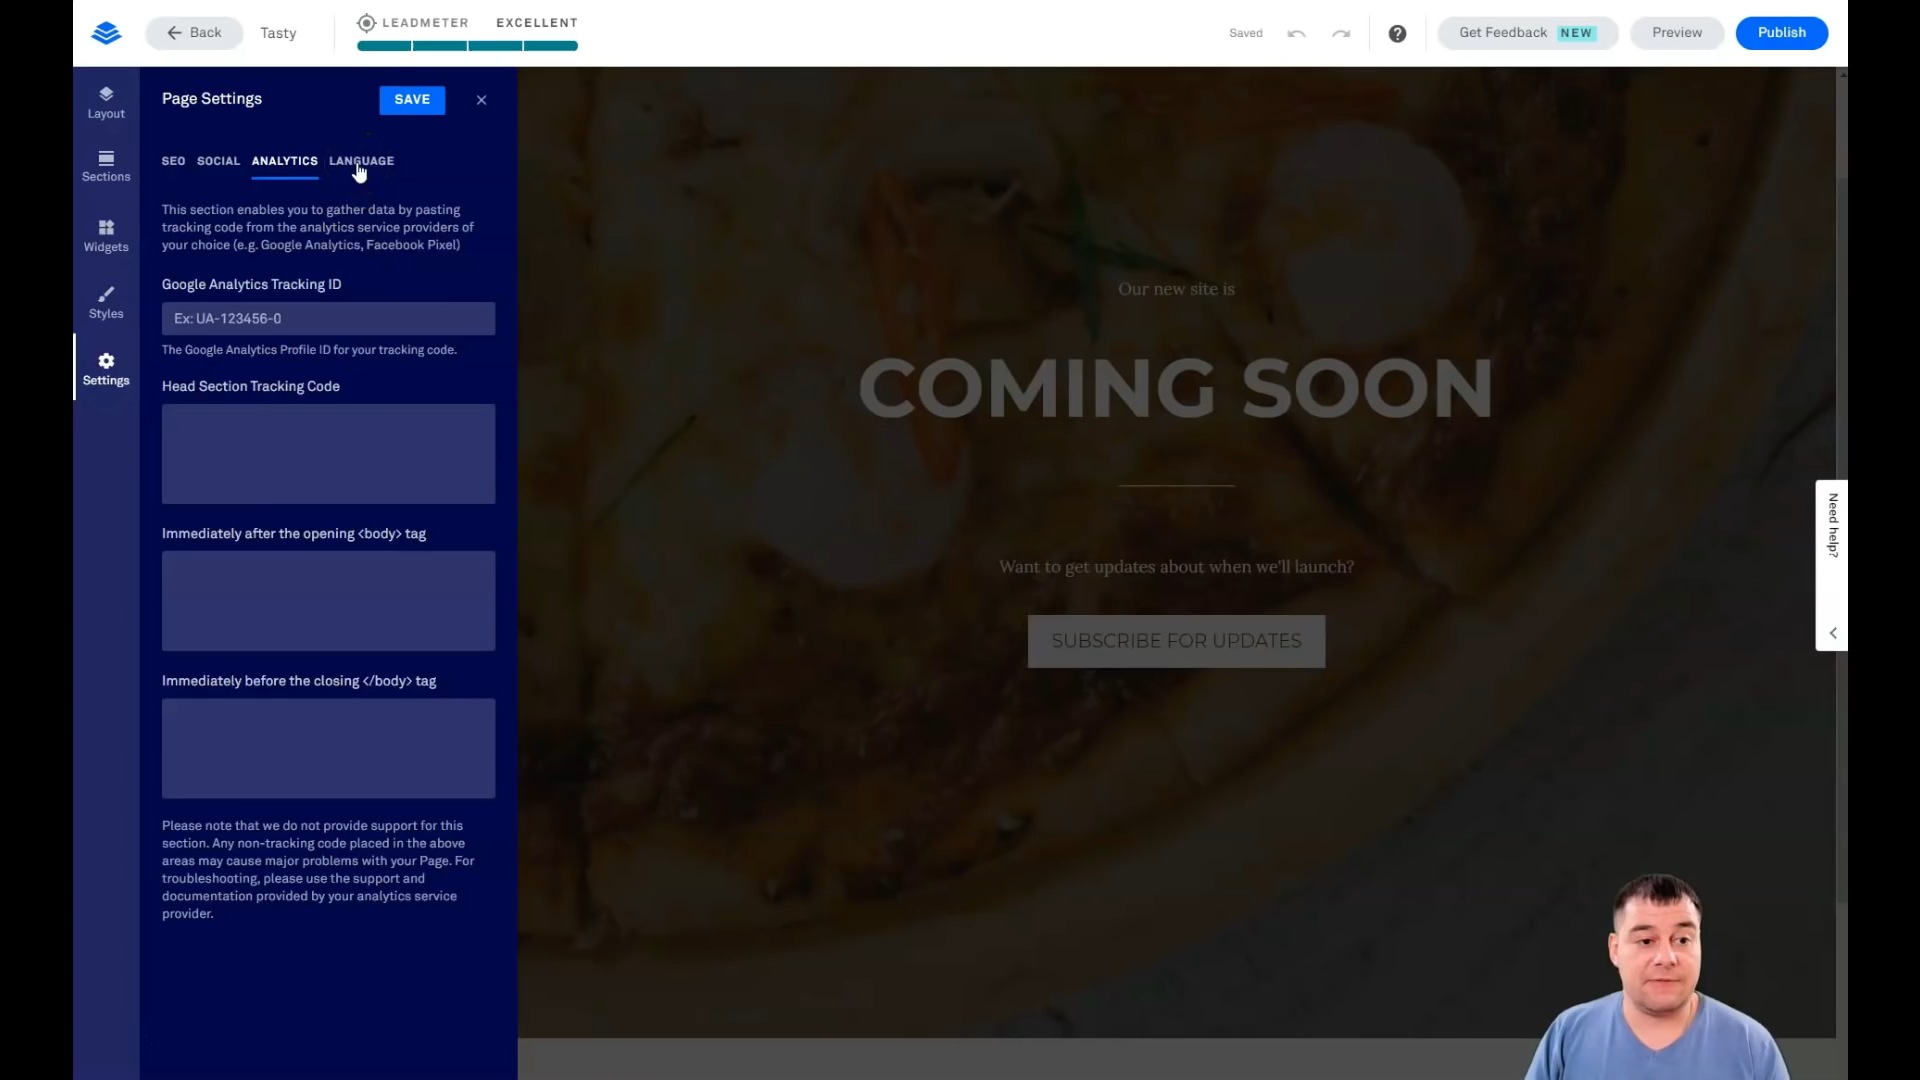 Back
Tasty
LEADMETER EXCELLENT
Saved
Get Feedback NEW
Preview
Publish
Layout
Sections
Widgets
Styles
Settings
Page Settings
SAVE
SEO SOCIAL ANALYTICS LANGUAGE
This section enables you to gather data by pasting
tracking code from the analytics service providers of
your choice (e.g. Google Analytics, Facebook Pixel)
Google Analytics Tracking ID
Ex: UA-123456-0
The Google Analytics Profile ID for your tracking code.
Head Section Tracking Code
Immediately after the opening <body> tag
Immediately before the closing </body> tag
Please note that we do not provide support for this
section. Any non-tracking code placed in the above
areas may cause major problems with your Page. For
troubleshooting, please use the support and
documentation provided by your analytics service
provider.
Our new site is
COMING SOON
Want to get updates about when we'll launch?
SUBSCRIBE FOR UPDATES
Need help?